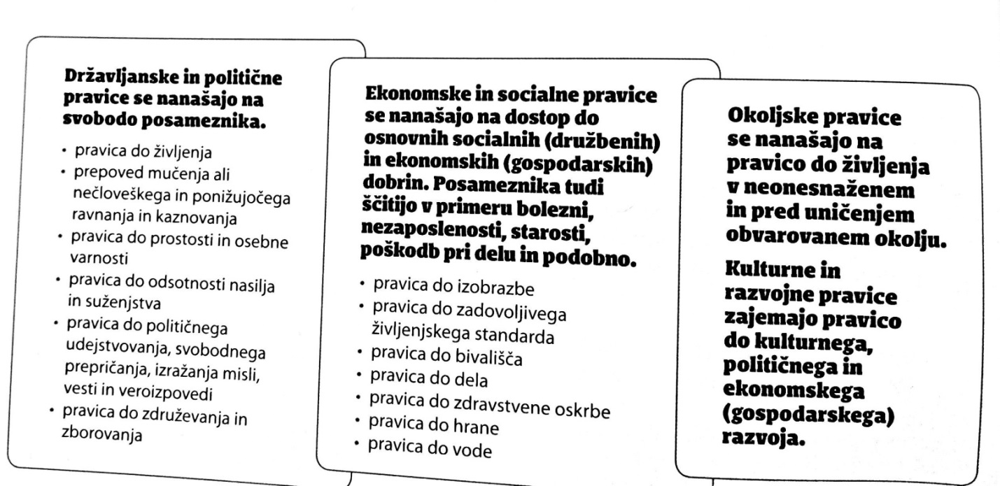 Državljanske in politične
pravice se nanašajo na
svobodo posameznika.
• pravica do življenja
• prepoved mučenja ali
nečloveškega in ponižujočega
ravnanja in kaznovanja
• pravica do prostosti in osebne
varnosti
• pravica do odsotnosti nasilja
in suženjstva
• pravica do političnega
udejstvovanja, svobodnega
prepričanja, izražanja misli,
vesti in veroizpovedi
• pravica do združevanja in
zborovanja
Ekonomske in socialne pravice
se nanašajo na dostop do
osnovnih socialnih (družbenih)
in ekonomskih (gospodarskih)
dobrin. Posameznika tudi
ščitijo v primeru bolezni,
nezaposlenosti, starosti,
poškodb pri delu in podobno.
• pravica do izobrazbe
• pravica do zadovoljivega
življenjskega standarda
• pravica do bivališča
• pravica do dela
• pravica do zdravstvene oskrbe
• pravica do hrane
• pravica do vode
Okoljske pravice
se nanašajo na
pravico do življenja
v neonesnaženem
in pred uničenjem
obvarovanem okolju.
Kulturne in
razvojne pravice
zajemajo pravico
do kulturnega,
političnega in
ekonomskega
(gospodarskega)
razvoja.